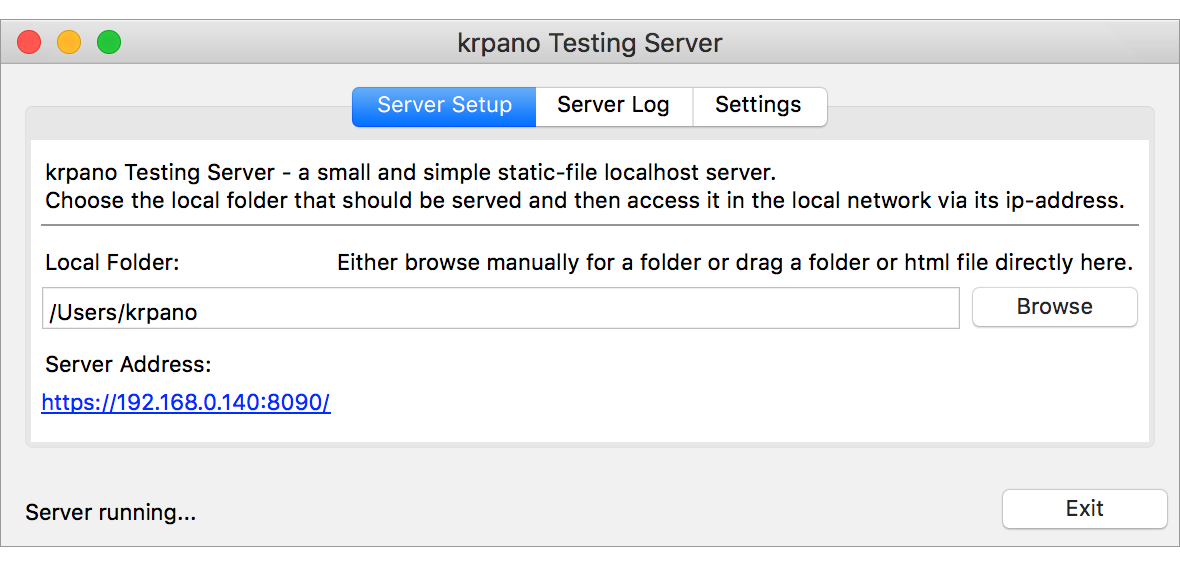 krpano Testing Server
Server Setup Server Log Settings
krpano Testing Server - a small and simple static-file localhost server.
Choose the local folder that should be served and then access it in the local network via its ip-address.
Local Folder: Either browse manually for a folder or drag a folder or html file directly here.
/Users/krpano Browse
Server Address:
https://192.168.0.140:8090/
Server running... Exit